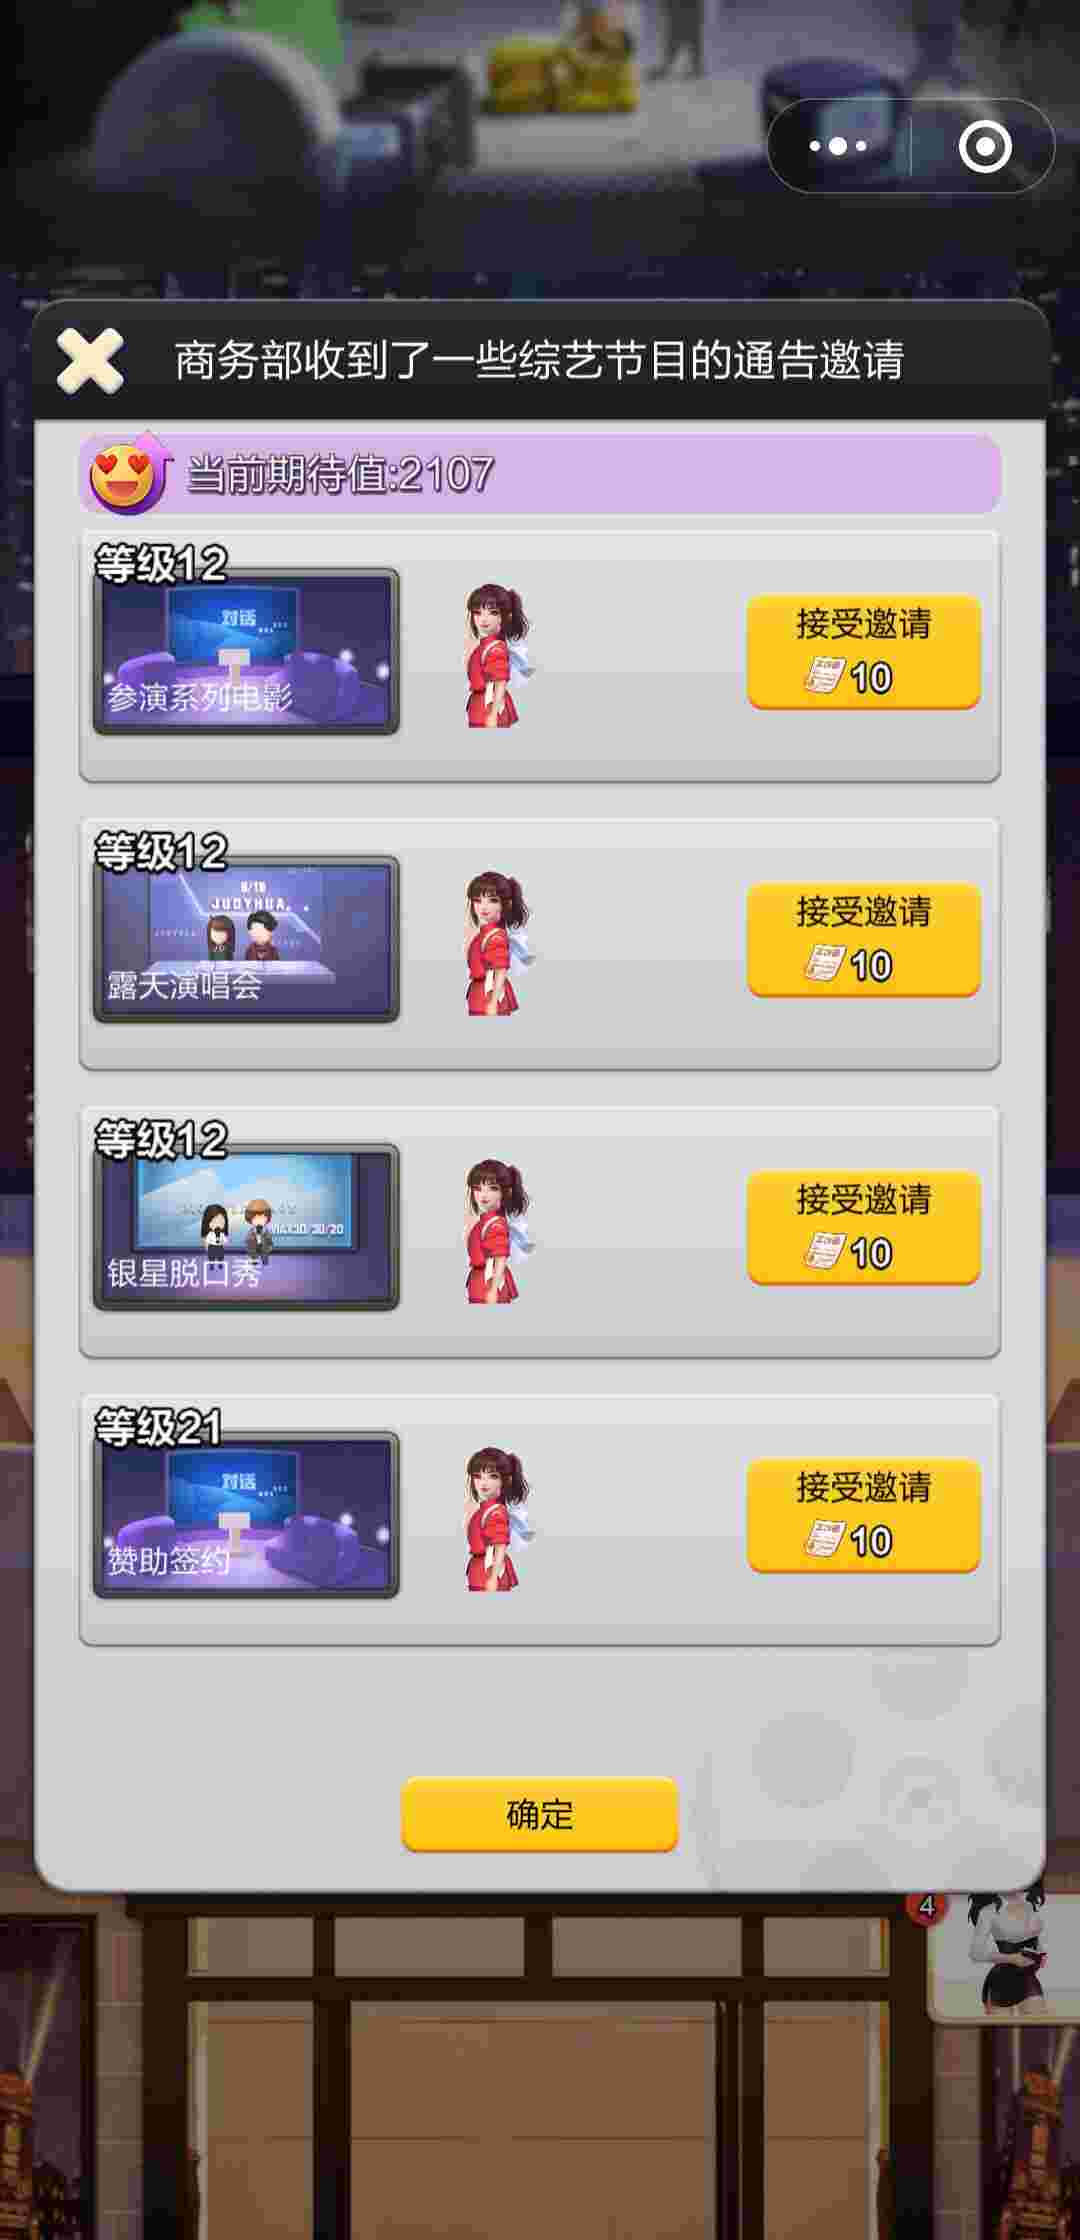 商务部收到了一些综艺节目的通告邀请
当前期待值:2107
等级12
对话
参演系列电影
接受邀请
10
等级12
JUDYHUA
露天演唱会
接受邀请
10
等级12
银星脱口秀
接受邀请
10
等级21
对话
赞助签约
接受邀请
10
确定
4